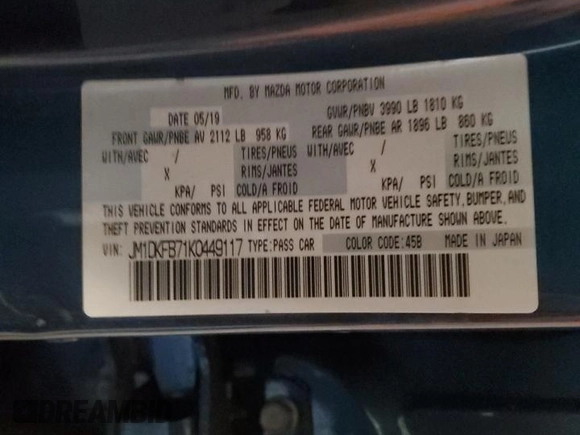 MFD. BY MAZDA MOTOR CORPORATION
DATE 05/19 GVWR/PNBV 3990 LB 1810 KG
FRONT GAWR/PNBE AV 2112 LB 958 KG REAR GAWR/PNBE AR 1896 LB 860 KG
WITH/AVEC / TIRES/PNEUS WITH/AVEC / TIRES/PNEUS
X RIMS/JANTES X RIMS/JANTES
KPA/ PSI COLD/A FROID KPA/ PSI COLD/A FROID
THIS VEHICLE CONFORMS TO ALL APPLICABLE FEDERAL MOTOR VEHICLE SAFETY, BUMPER, AND
THEFT PREVENTION STANDARDS IN EFFECT ON THE DATE OF MANUFACTURE SHOWN ABOVE.
VIN: JM1DKFB71K0449117 TYPE:PASS CAR COLOR CODE:45B MADE IN JAPAN
DREAMBID